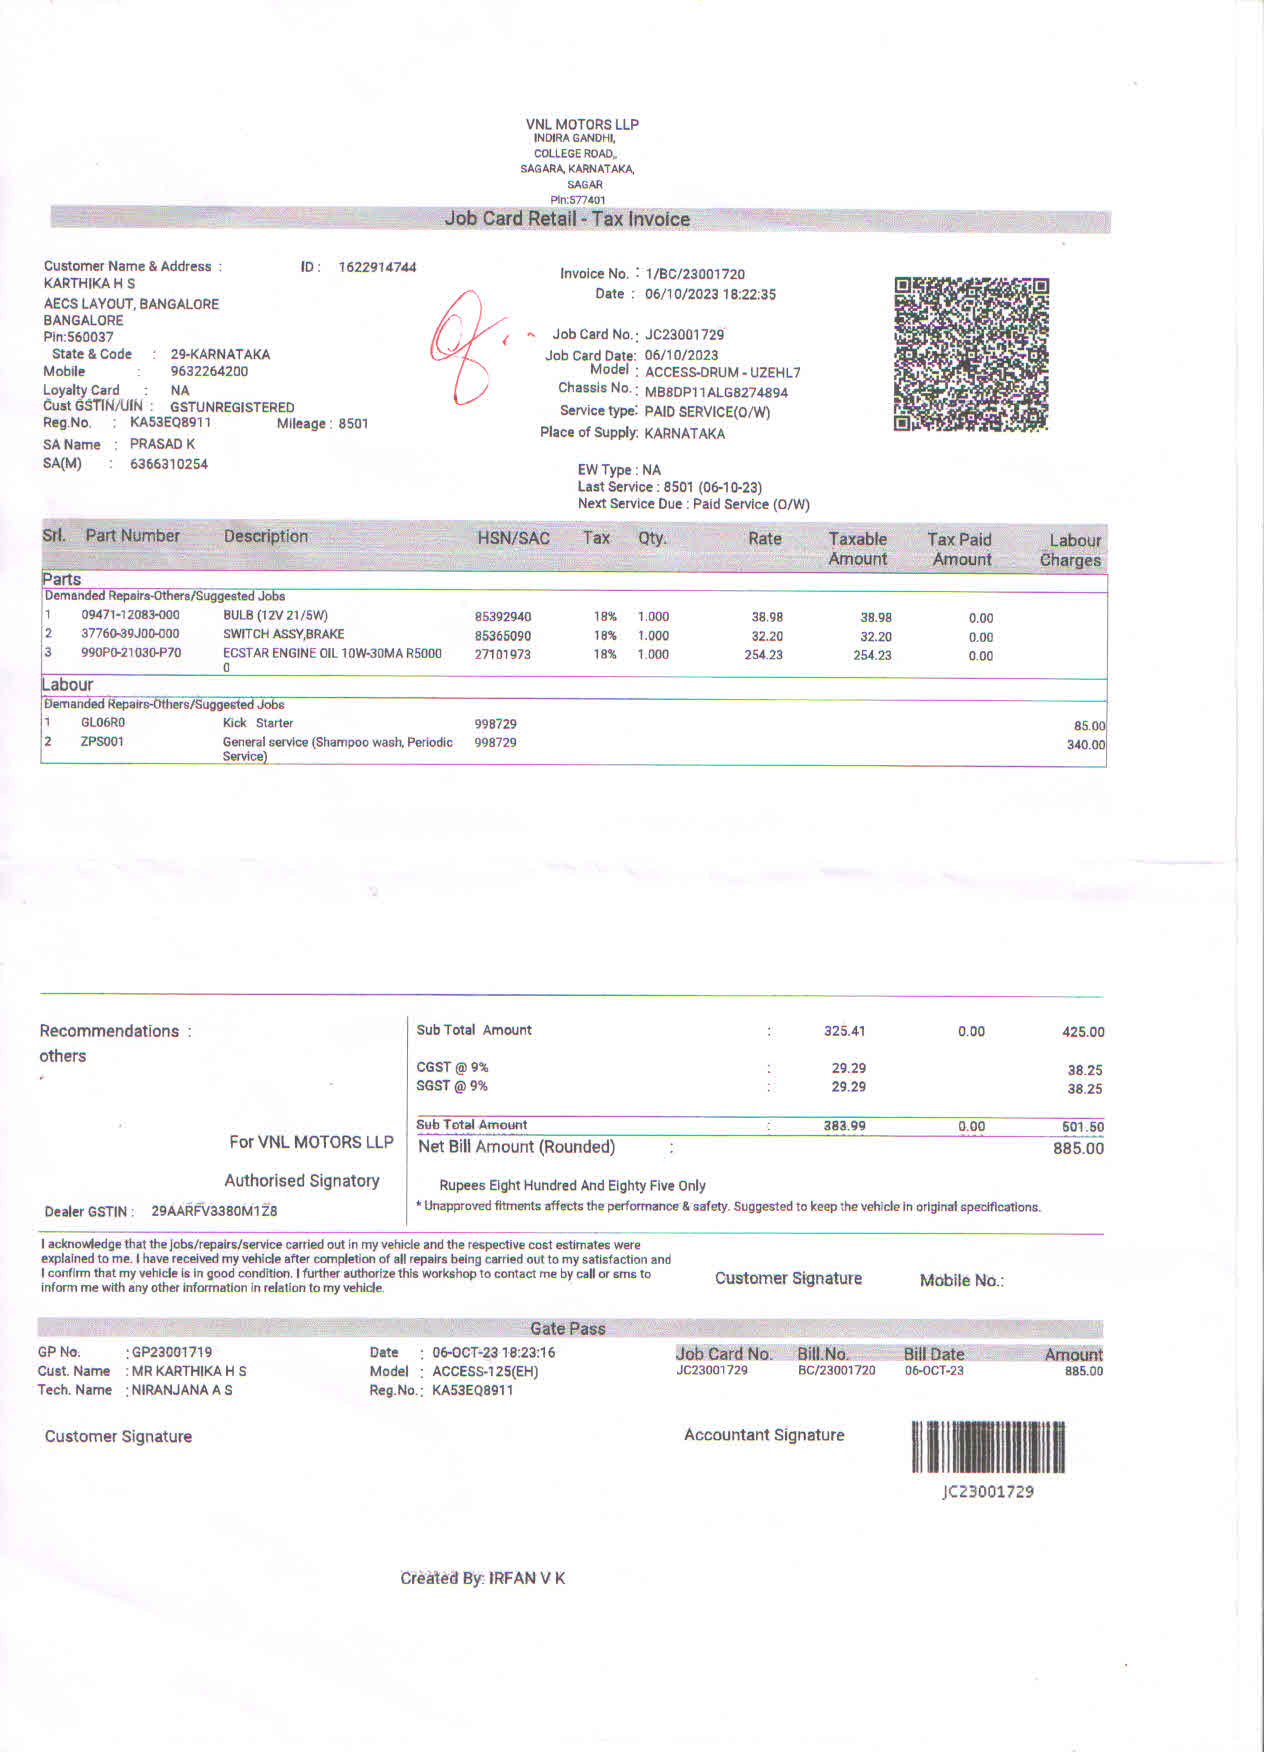 VNL MOTORS LLP
INDIRA GANDHI,
COLLEGE ROAD,,
SAGARA, KARNATAKA,
SAGAR
Pin:577401
Job Card Retail - Tax Invoice
Customer Name & Address : ID : 1622914744
KARTHIKA H S
AECS LAYOUT, BANGALORE
BANGALORE
Pin:560037
State & Code : 29-KARNATAKA
Mobile : 9632264200
Loyalty Card : NA
Cust GSTIN/UIN : GSTUNREGISTERED
Reg.No. : KA53EQ8911 Mileage : 8501
SA Name : PRASAD K
SA(M) : 6366310254
Invoice No. : 1/BC/23001720
Date : 06/10/2023 18:22:35
Job Card No.: JC23001729
Job Card Date: 06/10/2023
Model : ACCESS-DRUM - UZEHL7
Chassis No. : MB8DP11ALG8274894
Service type: PAID SERVICE(O/W)
Place of Supply: KARNATAKA
EW Type : NA
Last Service : 8501 (06-10-23)
Next Service Due : Paid Service (O/W)
Srl. Part Number Description HSN/SAC Tax Qty. Rate Taxable Amount Tax Paid Amount Labour Charges
Parts
Demanded Repairs-Others/Suggested Jobs
1 09471-12083-000 BULB (12V 21/5W) 85392940 18% 1.000 38.98 38.98 0.00
2 37760-39J00-000 SWITCH ASSY,BRAKE 85365090 18% 1.000 32.20 32.20 0.00
3 990P0-21030-P70 ECSTAR ENGINE OIL 10W-30MA R5000 27101973 18% 1.000 254.23 254.23 0.00
0
Labour
Demanded Repairs-Others/Suggested Jobs
1 GL06R0 Kick Starter 998729 85.00
2 ZPS001 General service (Shampoo wash, Periodic 998729 340.00
Service)
Recommendations :
others
For VNL MOTORS LLP
Authorised Signatory
Dealer GSTIN : 29AARFV3380M1Z8
Sub Total Amount : 325.41 0.00 425.00
CGST @ 9% : 29.29 38.25
SGST @ 9% : 29.29 38.25
Sub Total Amount : 383.99 0.00 501.50
Net Bill Amount (Rounded) : 885.00
Rupees Eight Hundred And Eighty Five Only
* Unapproved fitments affects the performance & safety. Suggested to keep the vehicle in original specifications.
I acknowledge that the jobs/repairs/service carried out in my vehicle and the respective cost estimates were
explained to me. I have received my vehicle after completion of all repairs being carried out to my satisfaction and
I confirm that my vehicle is in good condition. I further authorize this workshop to contact me by call or sms to
inform me with any other information in relation to my vehicle.
Customer Signature Mobile No.:
Gate Pass
GP No. : GP23001719 Date : 06-OCT-23 18:23:16
Cust. Name : MR KARTHIKA H S Model : ACCESS-125(EH)
Tech. Name : NIRANJANA A S Reg.No.: KA53EQ8911
Job Card No. Bill.No. Bill Date Amount
JC23001729 BC/23001720 06-OCT-23 885.00
Customer Signature Accountant Signature
JC23001729
Created By: IRFAN V K